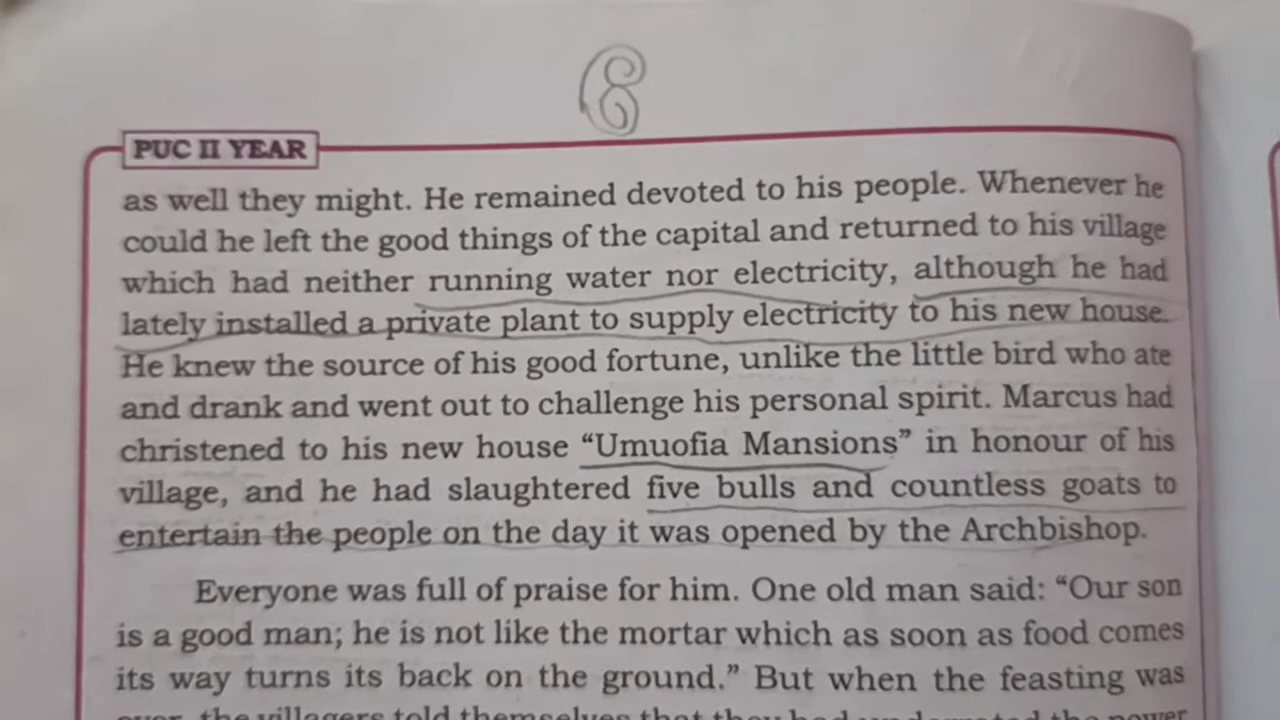 PUC II YEAR
as well they might. He remained devoted to his people. Whenever he
could he left the good things of the capital and returned to his village
which had neither running water nor electricity, although he had
lately installed a private plant to supply electricity to his new house.
He knew the source of his good fortune, unlike the little bird who ate
and drank and went out to challenge his personal spirit. Marcus had
christened to his new house “Umuofia Mansions” in honour of his
village, and he had slaughtered five bulls and countless goats to
entertain the people on the day it was opened by the Archbishop.
Everyone was full of praise for him. One old man said: “Our son
is a good man; he is not like the mortar which as soon as food comes
its way turns its back on the ground.” But when the feasting was
the villagers told themselves that they had